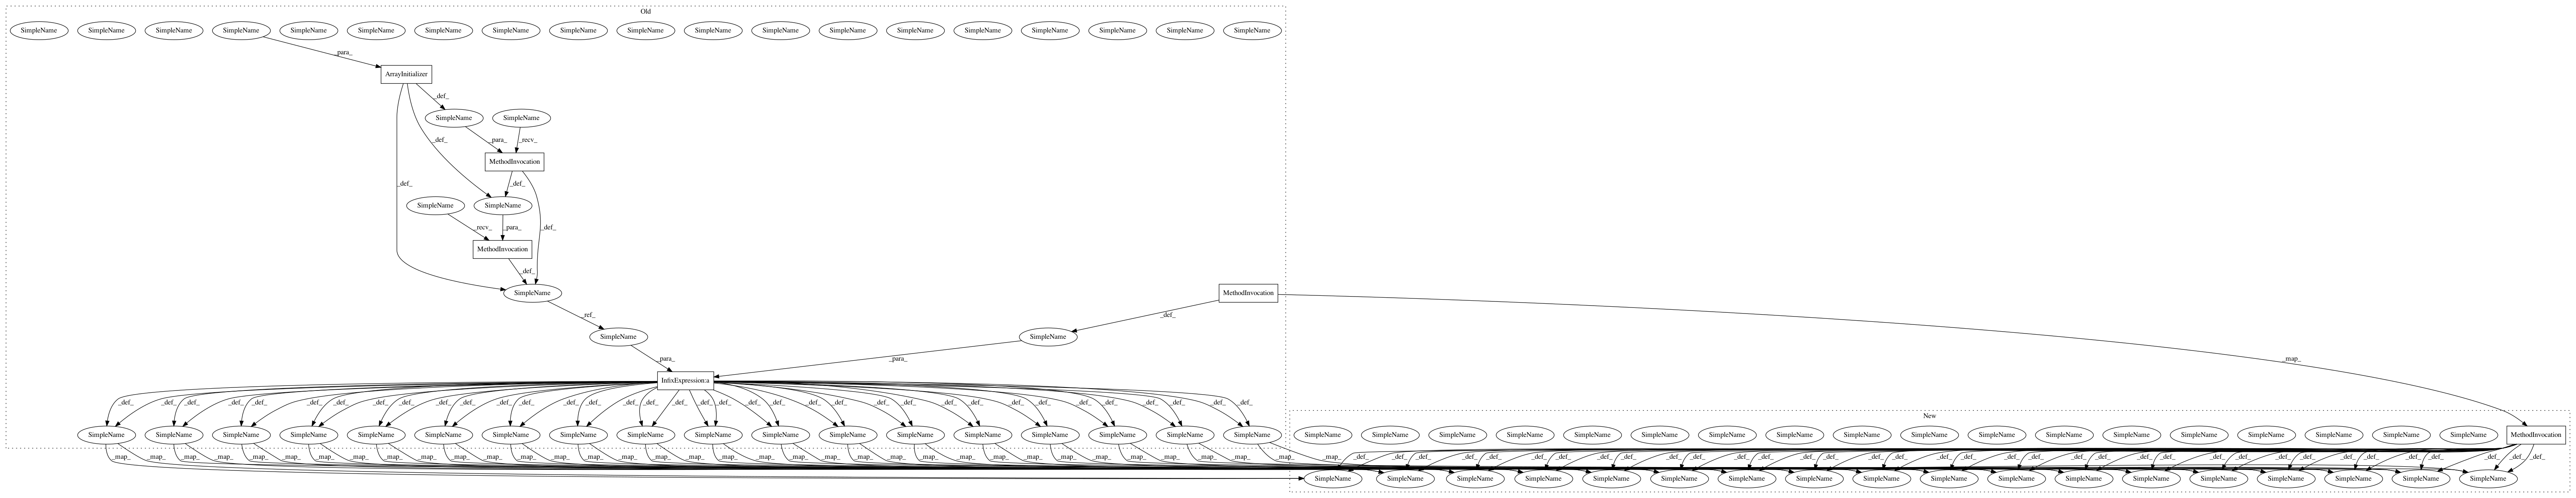 Old
SimpleName SimpleName SimpleName SimpleName SimpleName SimpleName SimpleName SimpleName SimpleName SimpleName SimpleName SimpleName SimpleName SimpleName SimpleName SimpleName SimpleName SimpleName SimpleName
_para_
ArrayInitializer
_def_
SimpleName SimpleName
_def_ _para_ _recv_
MethodInvocation
_def_ _def_
SimpleName SimpleName
_recv_ _para_ _def_
MethodInvocation
_def_
SimpleName MethodInvocation
_ref_ _def_
SimpleName SimpleName
_para_ _para_ _map_
InfixExpression:a
_def_ _def_ _def_ _def_ _def_ _def_ _def_ _def_ _def_ _def_ _def_ _def_ _def_ _def_ _def_ _def_ _def_ _def_ _def_ _def_ _def_ _def_ _def_ _def_ _def_ _def_ _def_ _def_ _def_ _def_ _def_ _def_ _def_ _def_ _def_ _def_
New
SimpleName SimpleName SimpleName SimpleName SimpleName SimpleName SimpleName SimpleName SimpleName SimpleName SimpleName SimpleName SimpleName SimpleName SimpleName SimpleName SimpleName SimpleName SimpleName SimpleName SimpleName SimpleName SimpleName SimpleName SimpleName SimpleName SimpleName SimpleName SimpleName SimpleName SimpleName SimpleName SimpleName SimpleName SimpleName SimpleName MethodInvocation
_map_ _map_ _map_ _map_ _map_ _map_ _map_ _map_ _map_ _map_ _map_ _map_ _map_ _map_ _map_ _map_ _map_ _map_ _map_ _map_ _map_ _map_ _map_ _map_ _map_ _map_ _map_ _map_ _map_ _map_ _map_ _map_ _map_ _map_ _map_ _map_ _def_ _def_ _def_ _def_ _def_ _def_ _def_ _def_ _def_ _def_ _def_ _def_ _def_ _def_ _def_ _def_ _def_ _def_ _def_ _def_ _def_ _def_ _def_ _def_ _def_ _def_ _def_ _def_ _def_ _def_ _def_ _def_ _def_ _def_ _def_ _def_
SimpleName SimpleName SimpleName SimpleName SimpleName SimpleName SimpleName SimpleName SimpleName SimpleName SimpleName SimpleName SimpleName SimpleName SimpleName SimpleName SimpleName SimpleName